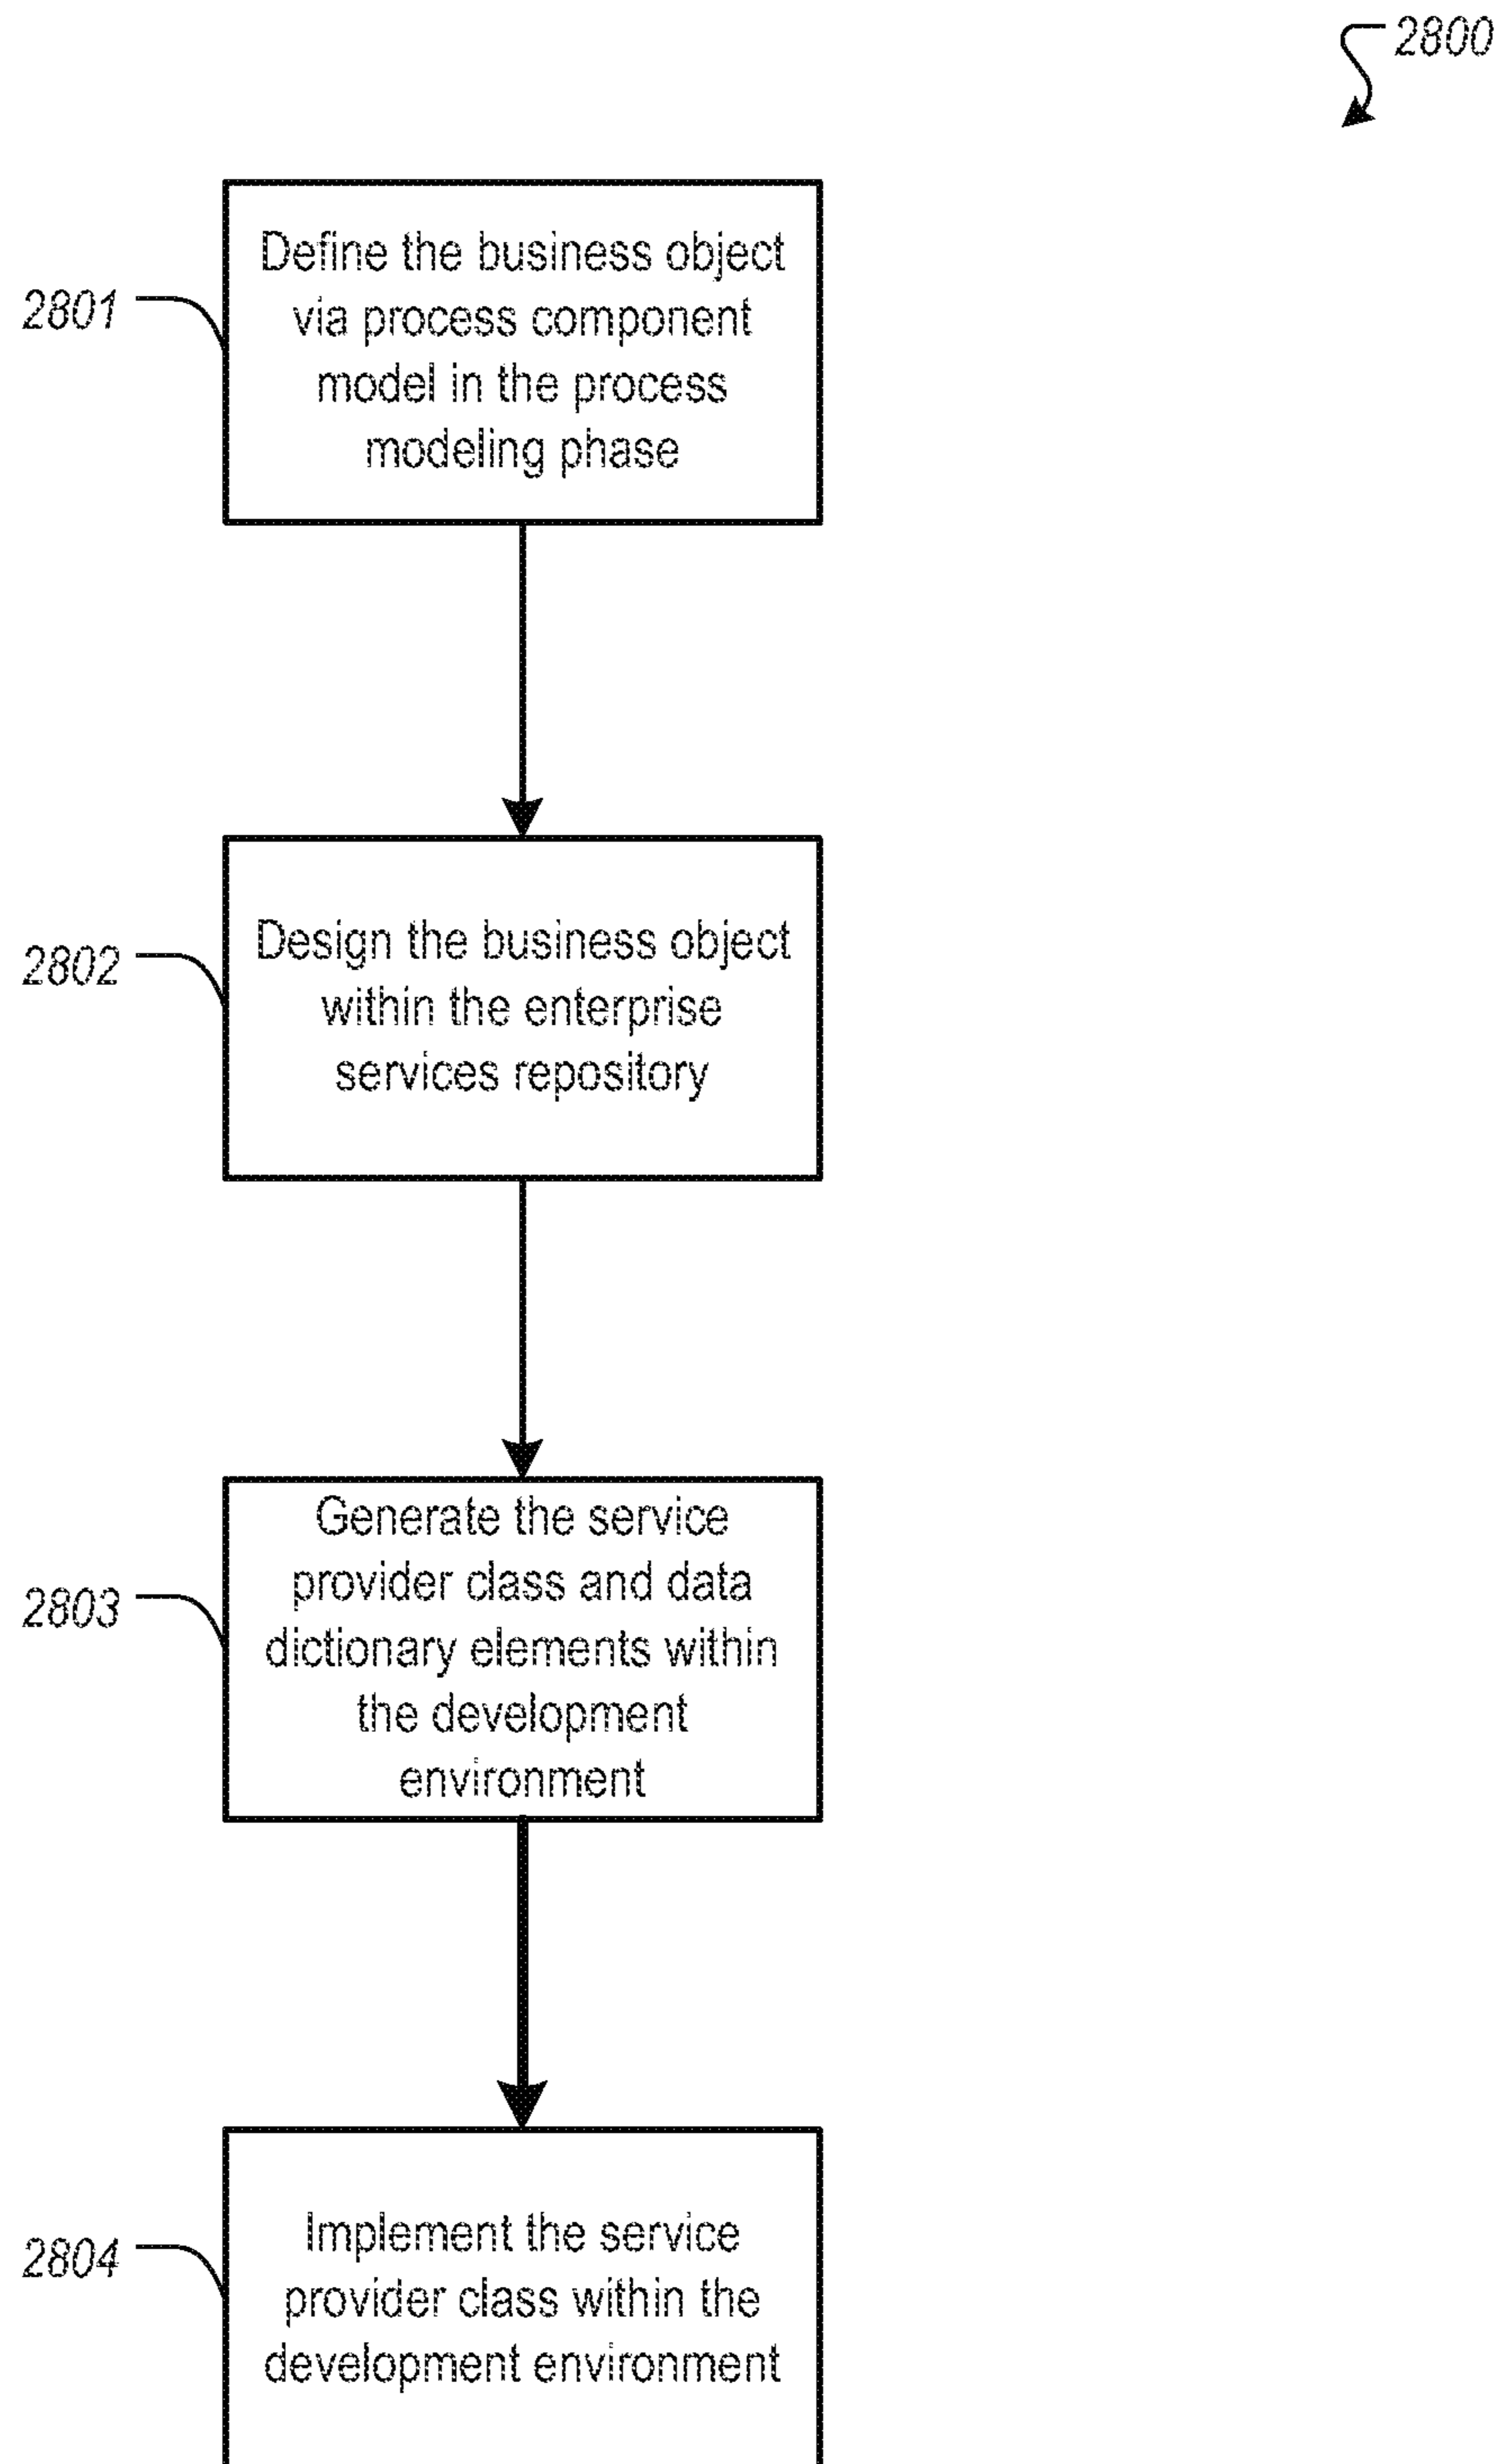 2800
Define the business object
via process component
model in the process
modeling phase
2801
Design the business object
within the enterprise
services repository
2802
Generate the service
provider class and data
dictionary elements within
the development
environment
2803
Implement the service
provider class within the
development environment
2804